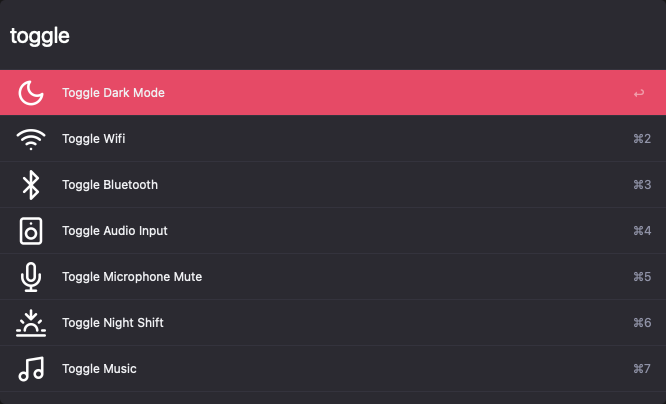 toggle
Toggle Dark Mode ↩
Toggle Wifi ⌘2
Toggle Bluetooth ⌘3
Toggle Audio Input ⌘4
Toggle Microphone Mute ⌘5
Toggle Night Shift ⌘6
Toggle Music ⌘7